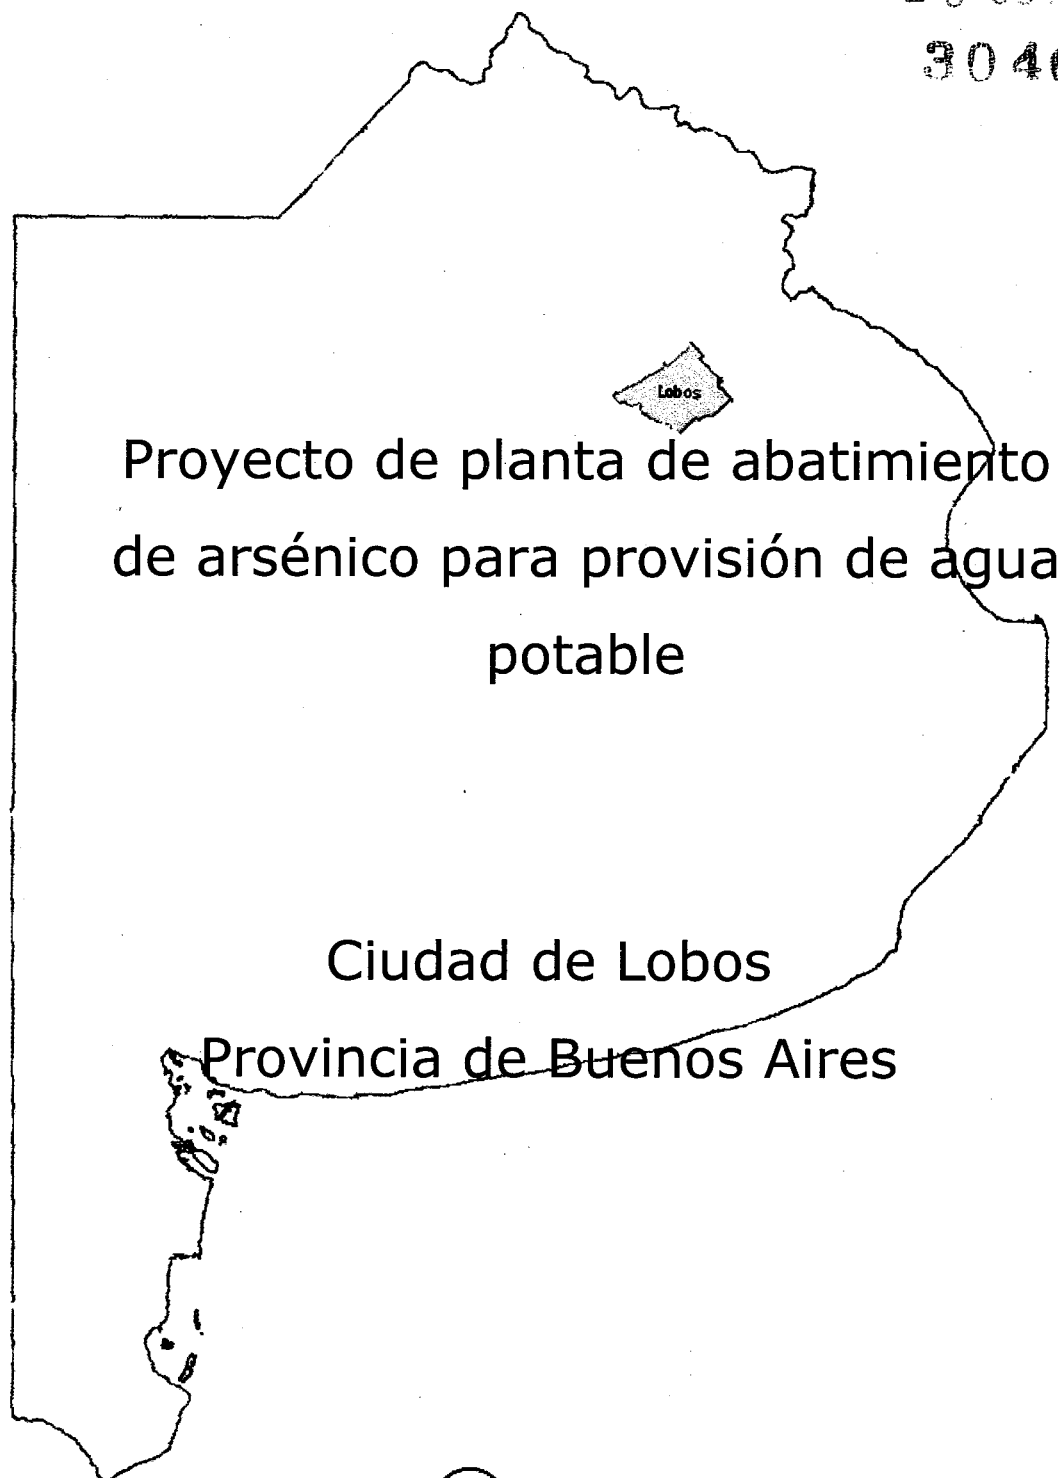 304
Lobos
Proyecto de planta de abatimiento
de arsénico para provisión de agua
potable
Ciudad de Lobos
Provincia de Buenos Aires